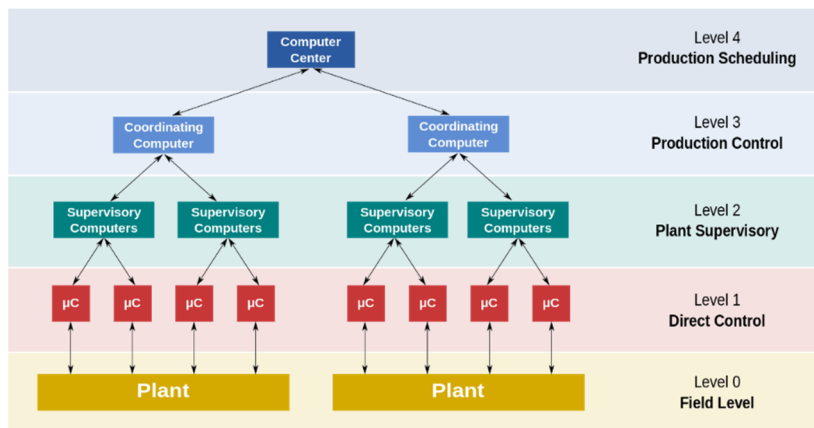 Computer
Center
Level 4
Production Scheduling
Coordinating
Computer
Coordinating
Computer
Level 3
Production Control
Supervisory
Computers
Supervisory
Computers
Supervisory
Computers
Supervisory
Computers
Level 2
Plant Supervisory
µC
µC
µC
µC
µC
µC
µC
µC
Level 1
Direct Control
Plant
Plant
Level 0
Field Level